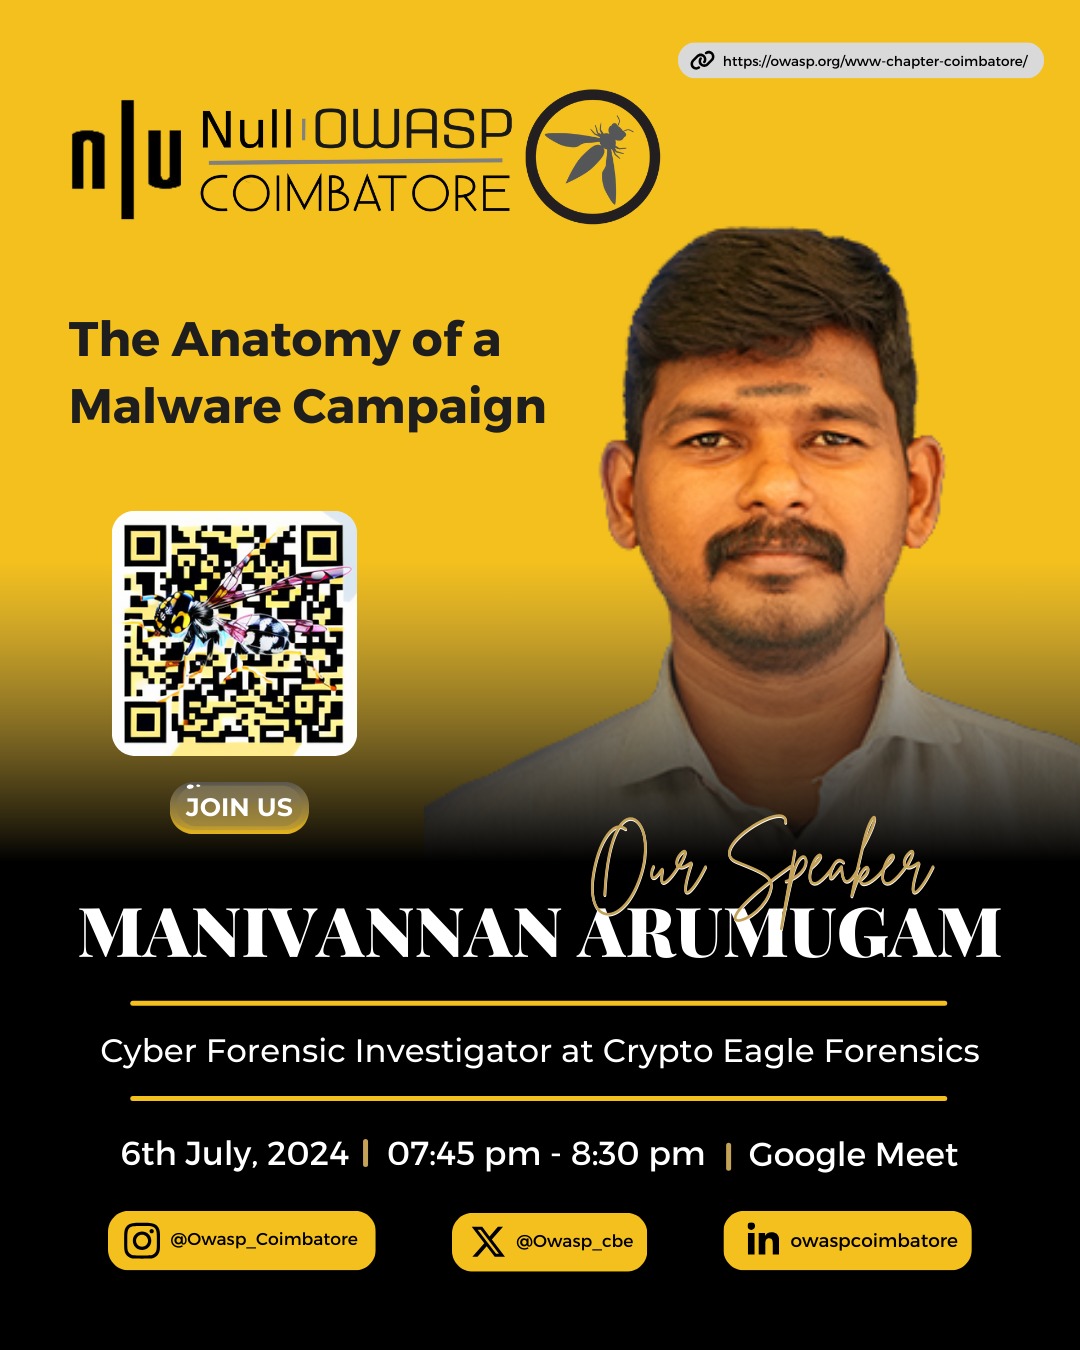 https://owasp.org/www-chapter-coimbatore/
n|u
Null OWASP
COIMBATORE
The Anatomy of a
Malware Campaign
JOIN US
Our Speaker
MANIVANNAN ARUMUGAM
Cyber Forensic Investigator at Crypto Eagle Forensics
6th July, 2024 | 07:45 pm - 8:30 pm | Google Meet
@Owasp_Coimbatore @Owasp_cbe owaspcoimbatore